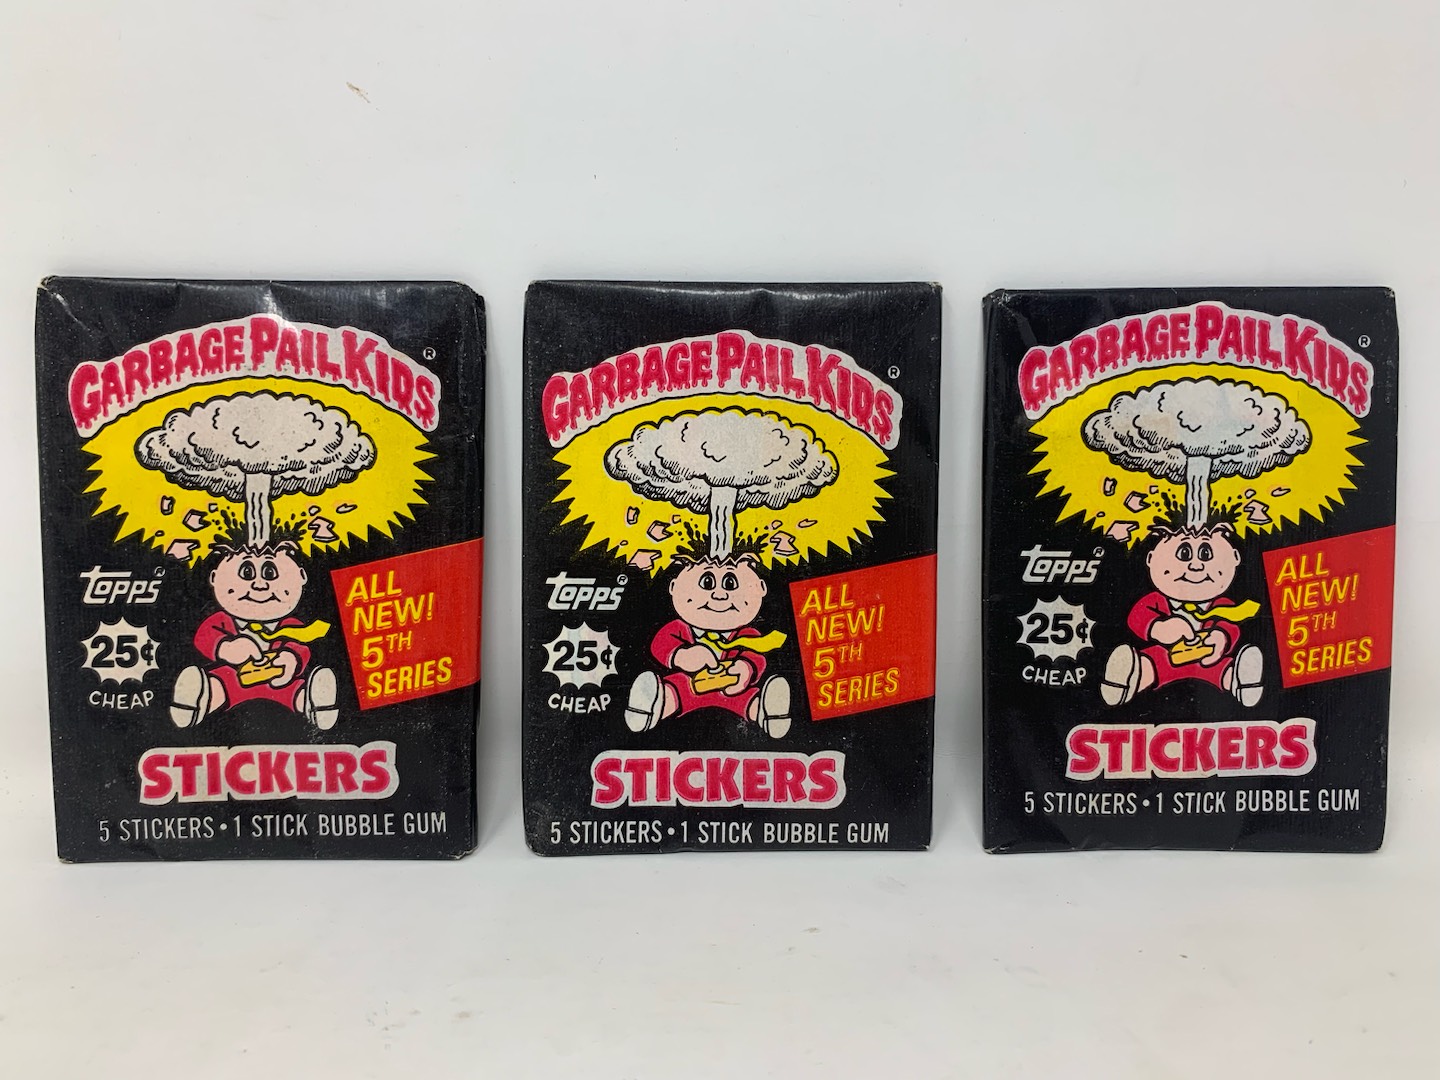 GARBAGE PAIL KIDS ®
TOPPS ®
25¢
CHEAP
ALL
NEW!
5TH
SERIES
STICKERS
5 STICKERS • 1 STICK BUBBLE GUM
GARBAGE PAIL KIDS ®
TOPPS ®
25¢
CHEAP
ALL
NEW!
5TH
SERIES
STICKERS
5 STICKERS • 1 STICK BUBBLE GUM
GARBAGE PAIL KIDS ®
TOPPS ®
25¢
CHEAP
ALL
NEW!
5TH
SERIES
STICKERS
5 STICKERS • 1 STICK BUBBLE GUM